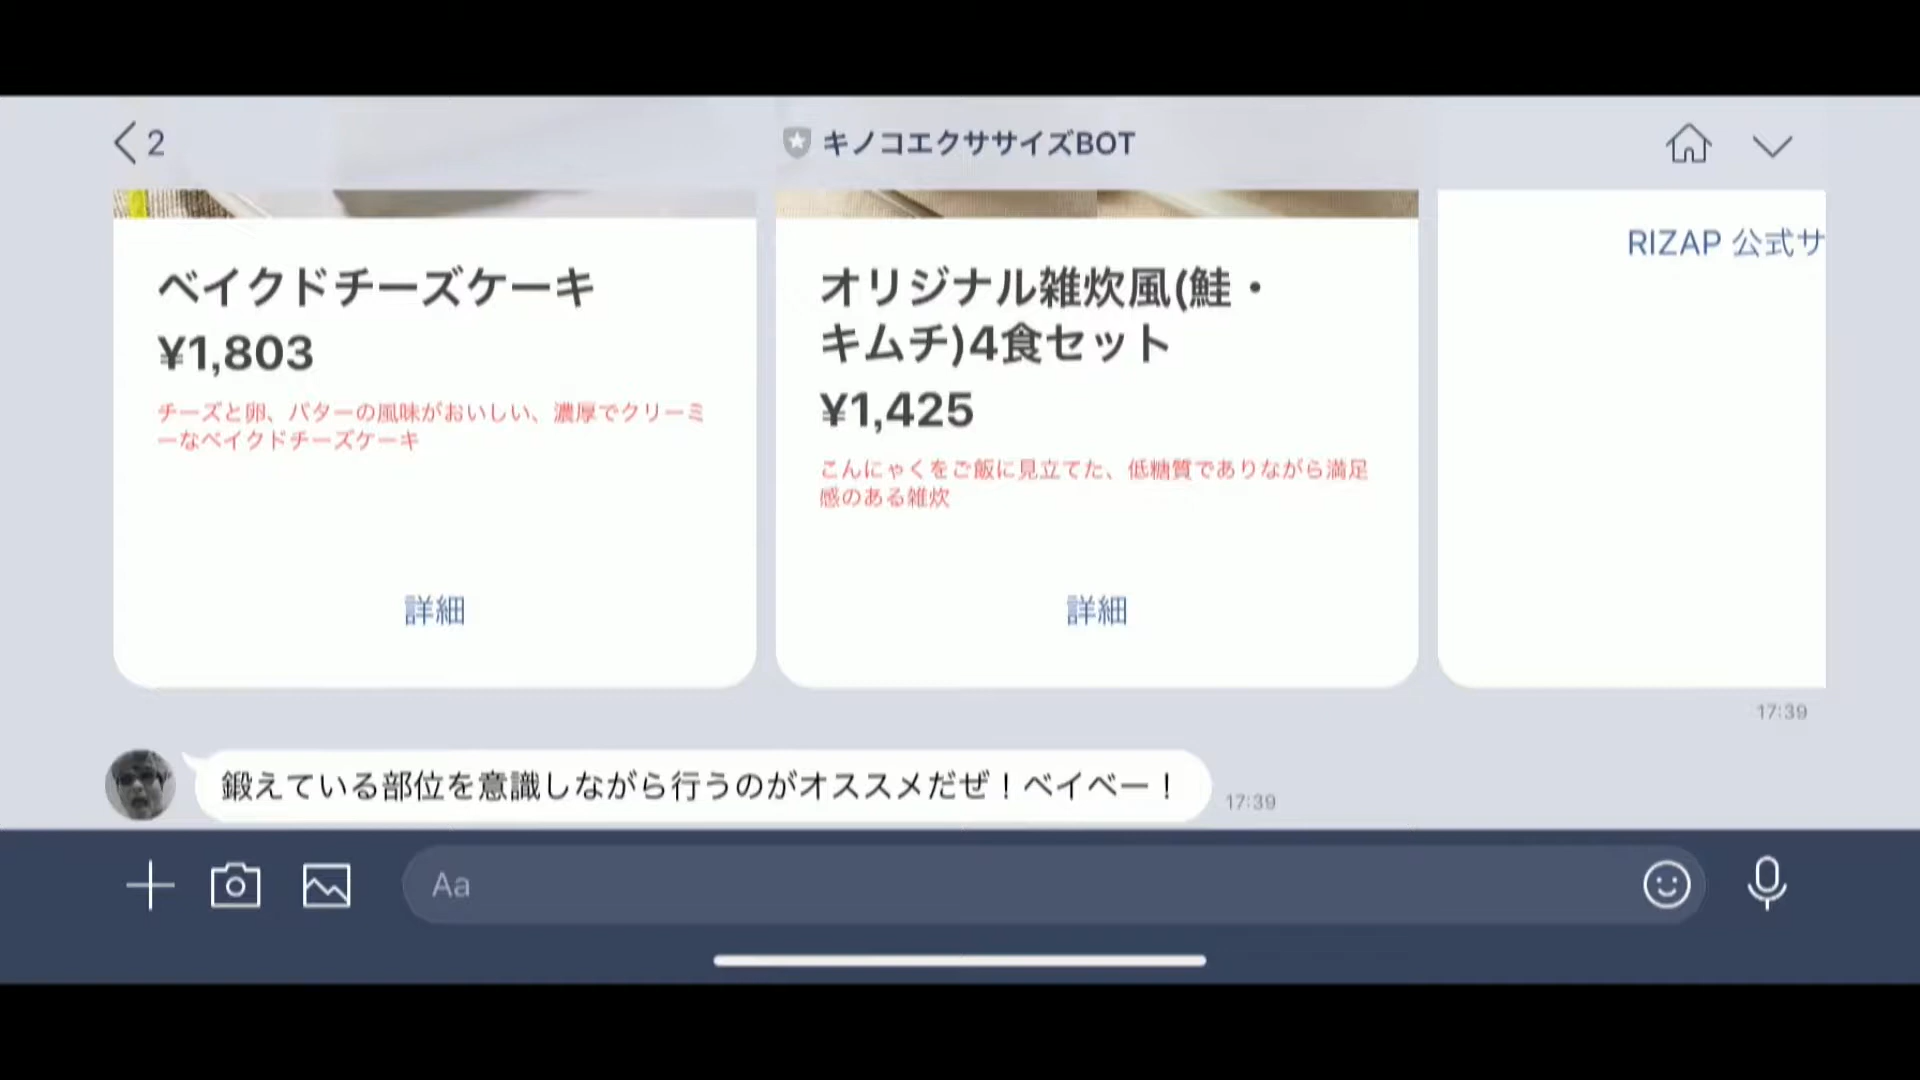 2
キノコエクササイズBOT
ベイクドチーズケーキ
¥1,803
チーズと卵、バターの風味がおいしい、濃厚でクリーミ
ーなベイクドチーズケーキ
詳細
オリジナル雑炊風(鮭・
キムチ)4食セット
¥1,425
こんにゃくをご飯に見立てた、低糖質でありながら満足
感のある雑炊
詳細
RIZAP 公式サ
17:39
鍛えている部位を意識しながら行うのがオススメだぜ！ベイベー！
17:39
Aa